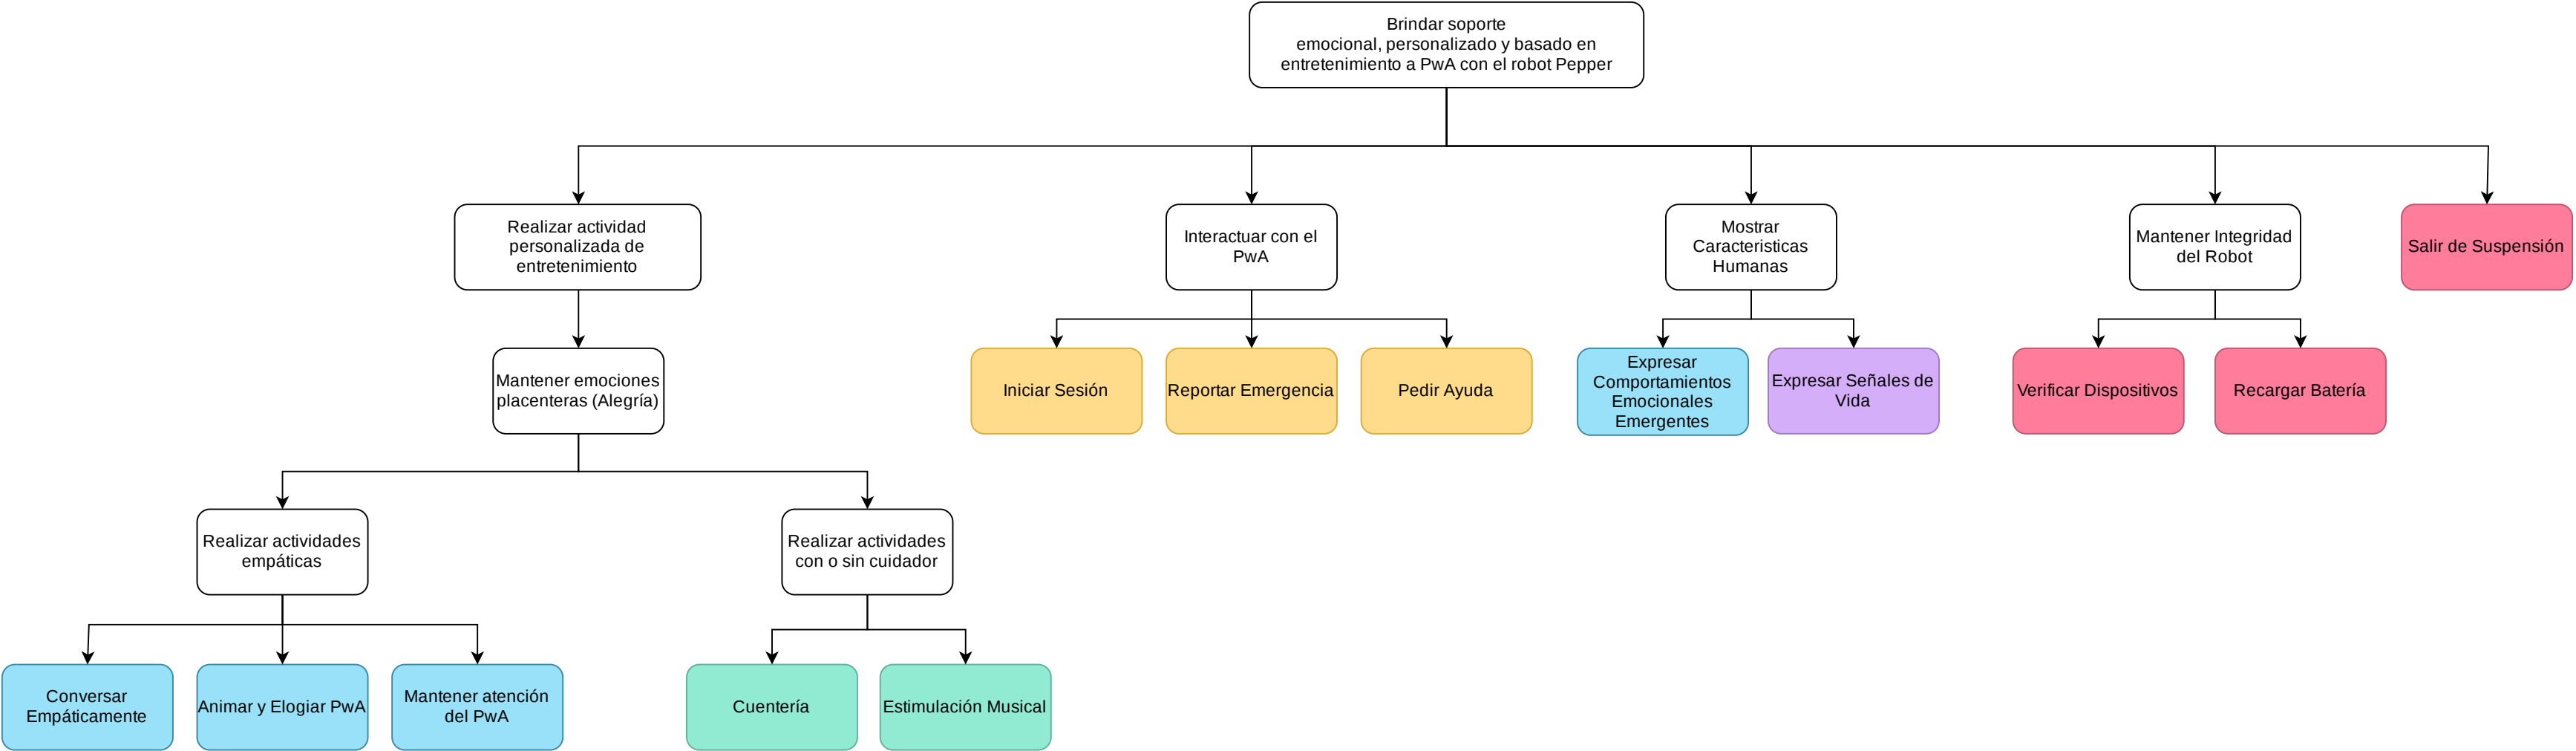 Brindar soporte
emocional, personalizado y basado en
entretenimiento a PwA con el robot Pepper
Realizar actividad
personalizada de
entretenimiento
Interactuar con el
PwA
Mostrar
Caracteristicas
Humanas
Mantener Integridad
del Robot
Salir de Suspensión
Mantener emociones
placenteras (Alegría)
Iniciar Sesión
Reportar Emergencia
Pedir Ayuda
Expresar
Comportamientos
Emocionales
Emergentes
Expresar Señales de
Vida
Verificar Dispositivos
Recargar Batería
Realizar actividades
empáticas
Realizar actividades
con o sin cuidador
Conversar
Empáticamente
Animar y Elogiar PwA
Mantener atención
del PwA
Cuentería
Estimulación Musical